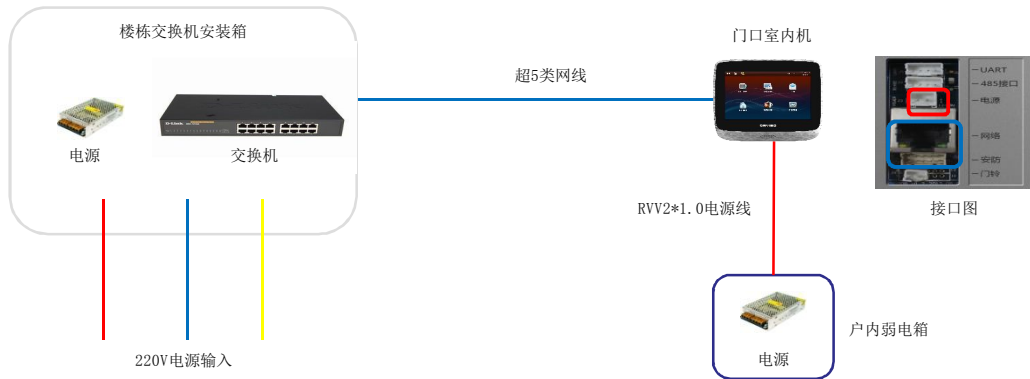 楼栋交换机安装箱
电源
交换机
220V电源输入
超5类网线
门口室内机
RVV2*1.0电源线
电源
户内弱电箱
UART
485接口
电源
网络
安防
门铃
接口图